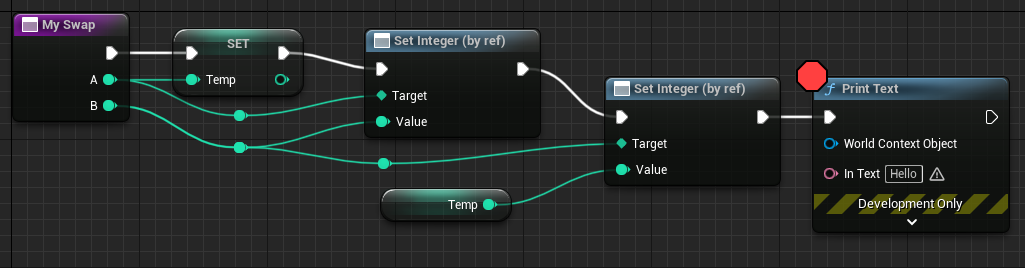 My Swap
A
B
SET
Temp
Set Integer (by ref)
Target
Value
Temp
Set Integer (by ref)
Target
Value
f Print Text
World Context Object
In Text Hello
Development Only